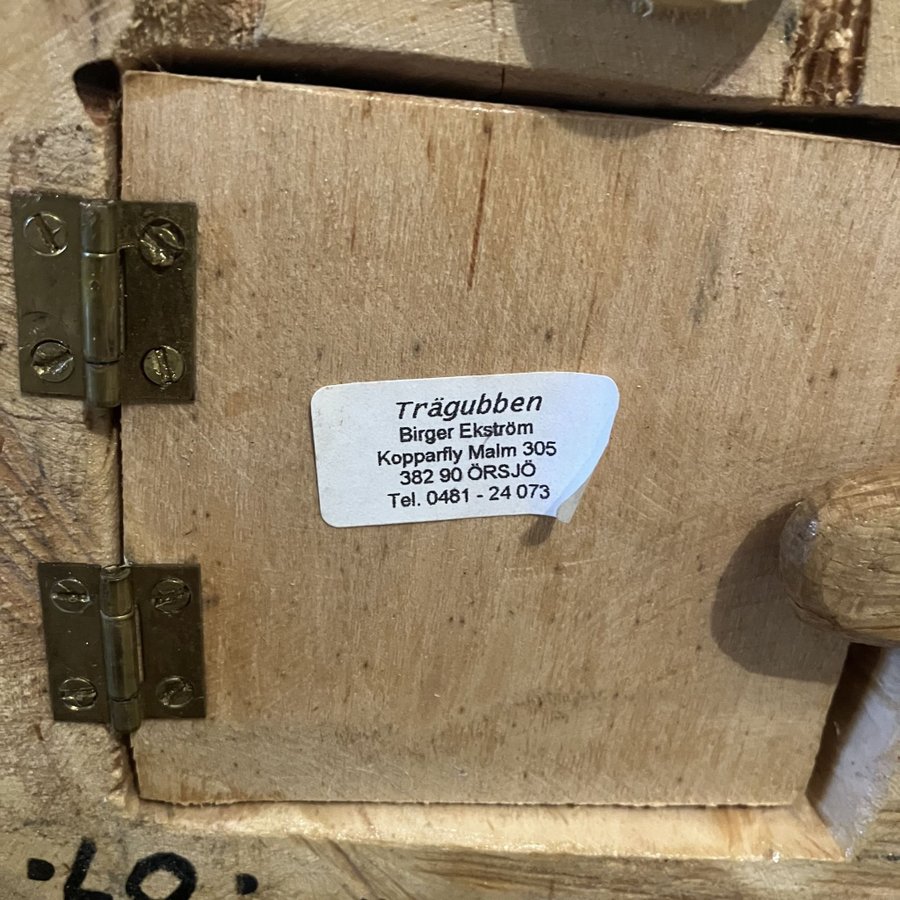 Trägubben
Birger Ekström
Kopparfly Malm 305
382 90 ÖRSJÖ
Tel. 0481 - 24 073